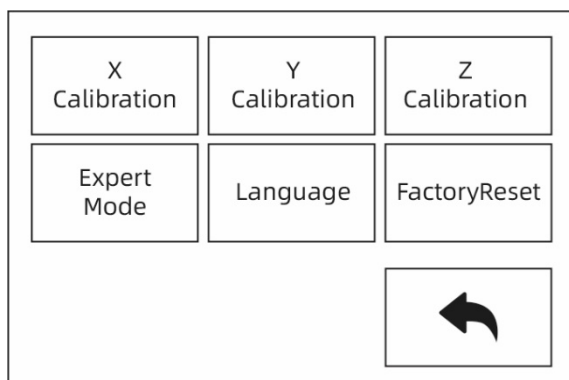 X
Calibration
Y
Calibration
Z
Calibration
Expert
Mode
Language
FactoryReset